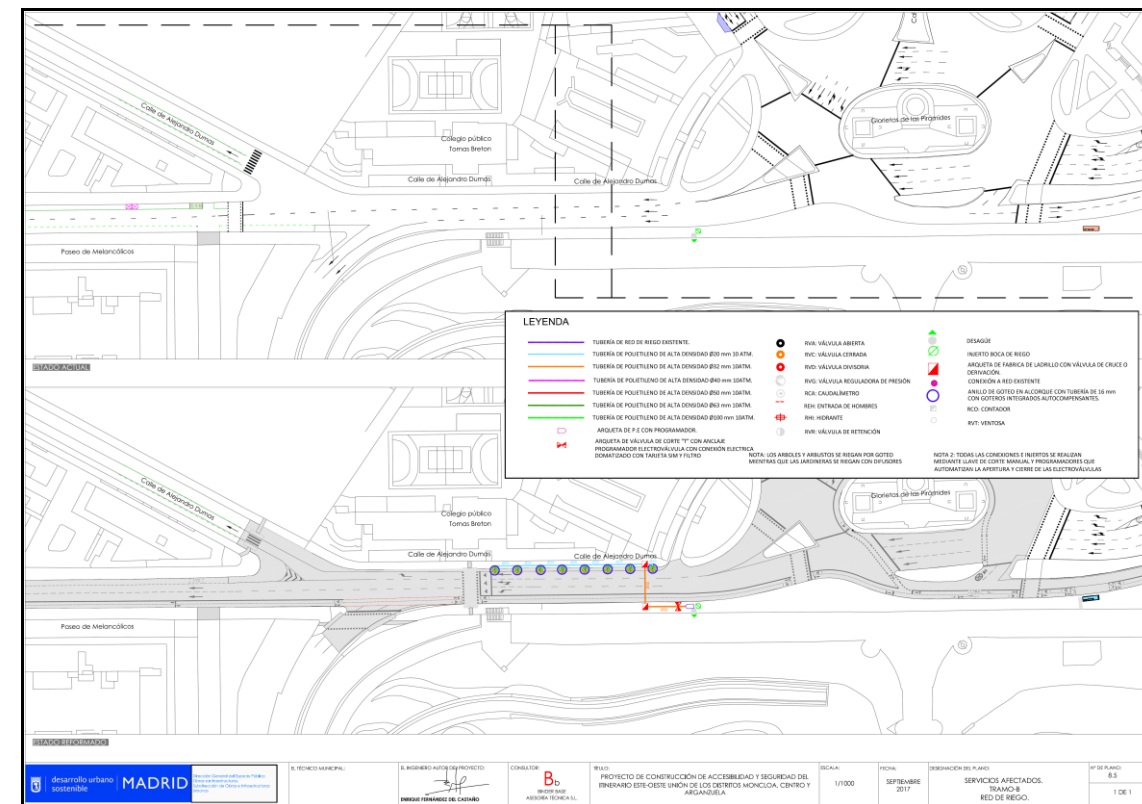 Calle de Alejandro Dumas
Colegio público
Tomas Breton
Calle de Alejandro Dumas
Calle de Alejandro Dumas
Glorietas de las Pirámides
Paseo de Melancólicos
ESTADO ACTUAL
LEYENDA
TUBERÍA DE RED DE RIEGO EXISTENTE.
TUBERÍA DE POLIETILENO DE ALTA DENSIDAD Ø20 mm 10 ATM.
TUBERÍA DE POLIETILENO DE ALTA DENSIDAD Ø32 mm 10ATM.
TUBERÍA DE POLIETILENO DE ALTA DENSIDAD Ø40 mm 10ATM.
TUBERÍA DE POLIETILENO DE ALTA DENSIDAD Ø50 mm 10ATM.
TUBERÍA DE POLIETILENO DE ALTA DENSIDAD Ø63 mm 10ATM.
TUBERÍA DE POLIETILENO DE ALTA DENSIDAD Ø100 mm 10ATM.
ARQUETA DE P.E CON PROGRAMADOR.
ARQUETA DE VÁLVULA DE CORTE "T" CON ANCLAJE
PROGRAMADOR ELECTROVÁLVULA CON CONEXIÓN ELECTRICA
DOMATIZADO CON TARJETA SIM Y FILTRO
RVA: VÁLVULA ABIERTA
RVC: VÁLVULA CERRADA
RVD: VÁLVULA DIVISORIA
RVG: VÁLVULA REGULADORA DE PRESIÓN
RCA: CAUDALÍMETRO
REH: ENTRADA DE HOMBRES
RHI: HIDRANTE
RVR: VÁLVULA DE RETENCIÓN
DESAGÜE
INJERTO BOCA DE RIEGO
ARQUETA DE FABRICA DE LADRILLO CON VÁLVULA DE CRUCE O
DERIVACIÓN.
CONEXIÓN A RED EXISTENTE
ANILLO DE GOTEO EN ALCORQUE CON TUBERÍA DE 16 mm
CON GOTEROS INTEGRADOS AUTOCOMPENSANTES.
RCO: CONTADOR
RVT: VENTOSA
NOTA: LOS ARBOLES Y ARBUSTOS SE RIEGAN POR GOTEO
MIENTRAS QUE LAS JARDINERAS SE RIEGAN CON DIFUSORES
NOTA 2: TODAS LAS CONEXIONES E INJERTOS SE REALIZAN
MEDIANTE LLAVE DE CORTE MANUAL Y PROGRAMADORES QUE
AUTOMATIZAN LA APERTURA Y CIERRE DE LAS ELECTROVÁLVULAS
Calle de Alejandro Dumas
Colegio público
Tomas Breton
Calle de Alejandro Dumas
Calle de Alejandro Dumas
Glorietas de las Pirámides
Paseo de Melancólicos
ESTADO REFORMADO
desarrollo urbano
sostenible
MADRID
EL TÉCNICO MUNICIPAL:
EL INGENIERO AUTOR DEL PROYECTO:
ENRIQUE FERNÁNDEZ DEL CASTAÑO
CONSULTOR:
Bb
BINDER BASE
ASESORÍA TÉCNICA S.L.
TÍTULO:
PROYECTO DE CONSTRUCCIÓN DE ACCESIBILIDAD Y SEGURIDAD DEL
ITINERARIO ESTE-OESTE UNIÓN DE LOS DISTRITOS MONCLOA, CENTRO Y
ARGANZUELA
ESCALA:
1/1000
FECHA:
SEPTIEMBRE
2017
DESIGNACIÓN DEL PLANO:
SERVICIOS AFECTADOS.
TRAMO-B
RED DE RIEGO.
Nº DE PLANO:
8.5
1 DE 1